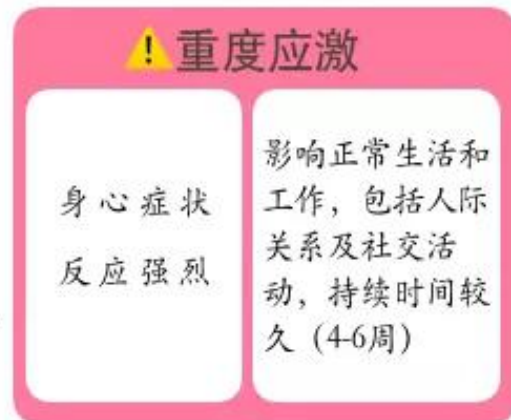 重度应激
身心症状
反应强烈
影响正常生活和
工作，包括人际
关系及社交活
动，持续时间较
久（4-6周）